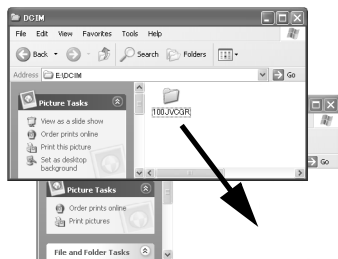 DCIM
File Edit View Favorites Tools Help
Back Search Folders
Address E:\DCIM Go
Picture Tasks
View as a slide show
Order prints online
Print this picture
Set as desktop
background
100JVCGR
Go
Picture Tasks
Order prints online
Print pictures
File and Folder Tasks